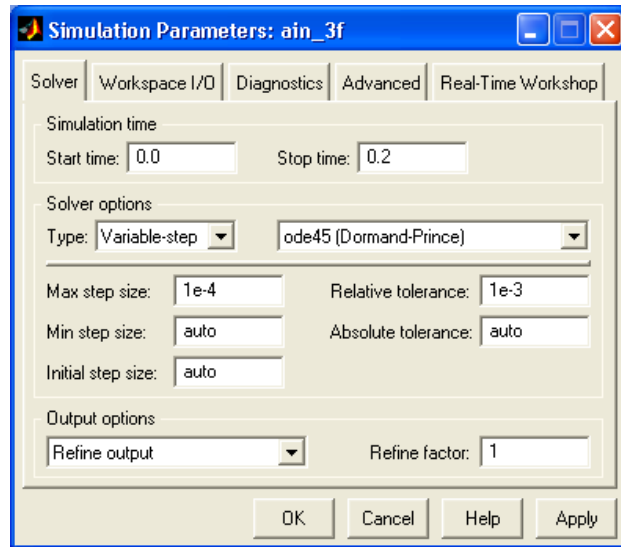 Simulation Parameters: ain_3f
Solver Workspace I/O Diagnostics Advanced Real-Time Workshop
Simulation time
Start time: 0.0 Stop time: 0.2
Solver options
Type: Variable-step ode45 (Dormand-Prince)
Max step size: 1e-4 Relative tolerance: 1e-3
Min step size: auto Absolute tolerance: auto
Initial step size: auto
Output options
Refine output Refine factor: 1
OK Cancel Help Apply